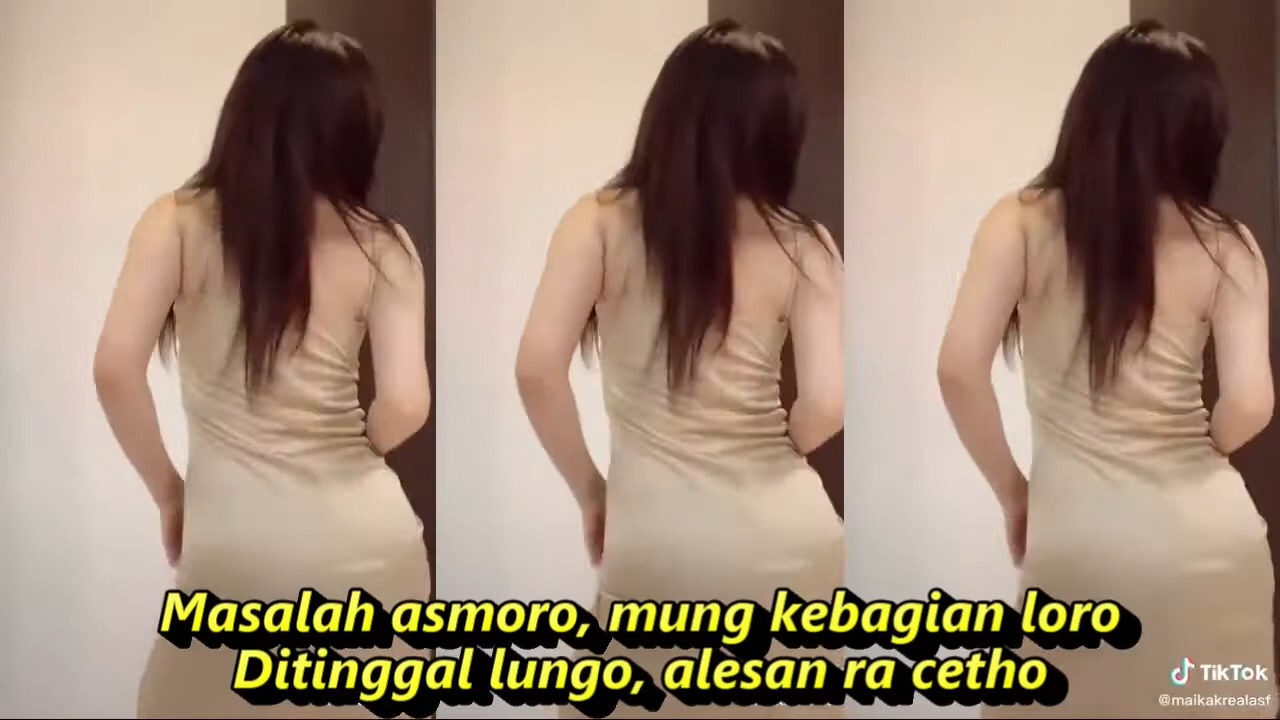 Masalah asmoro, mung kebagian loro
Ditinggal lungo, alesan ra cetho
TikTok
@maikakrealasf